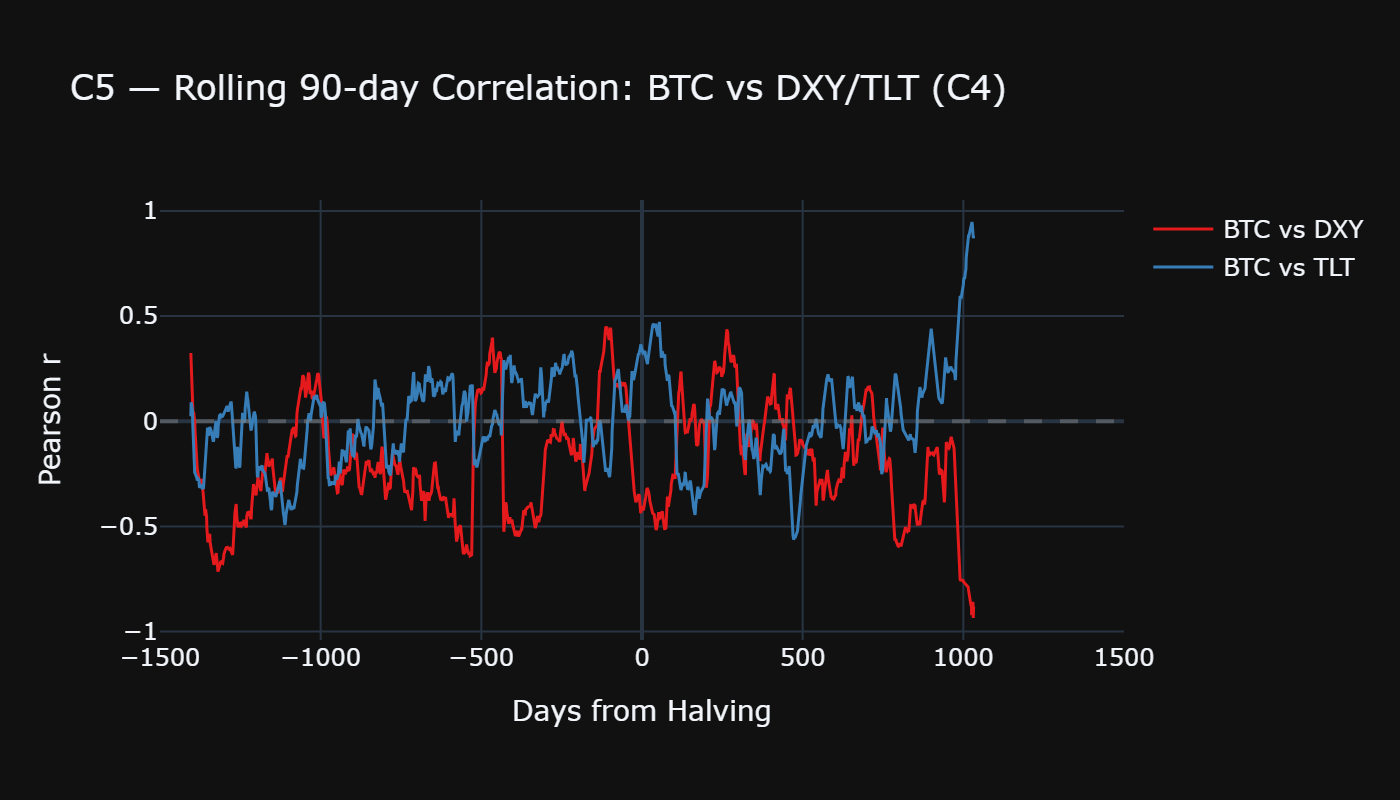 C5 — Rolling 90-day Correlation: BTC vs DXY/TLT (C4)
BTC vs DXY
BTC vs TLT
1
0.5
0
−0.5
−1
−1500
−1000
−500
0
500
1000
1500
Pearson r
Days from Halving